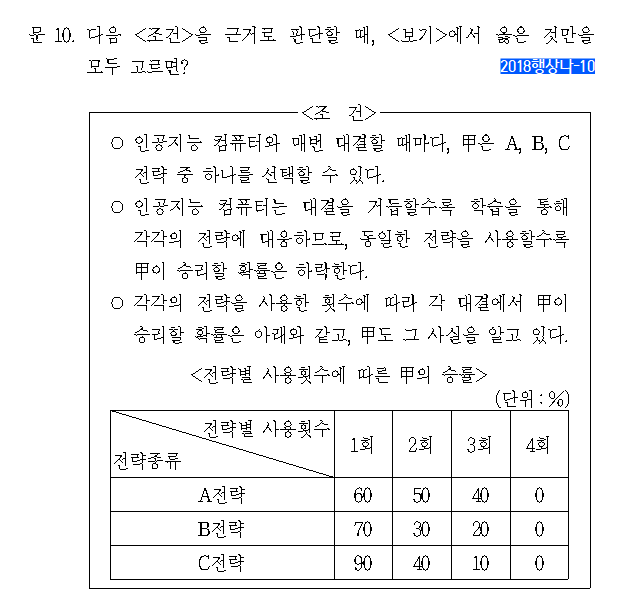 문 10. 다음 <조건>을 근거로 판단할 때, <보기>에서 옳은 것만을
모두 고르면?
2018행상나-10
<조 건>
○ 인공지능 컴퓨터와 매번 대결할 때마다, 甲은 A, B, C
전략 중 하나를 선택할 수 있다.
○ 인공지능 컴퓨터는 대결을 거듭할수록 학습을 통해
각각의 전략에 대응하므로, 동일한 전략을 사용할수록
甲이 승리할 확률은 하락한다.
○ 각각의 전략을 사용한 횟수에 따라 각 대결에서 甲이
승리할 확률은 아래와 같고, 甲도 그 사실을 알고 있다.
<전략별 사용횟수에 따른 甲의 승률>
(단위 : %)
전략별 사용횟수 1회 2회 3회 4회
전략종류
A전략 60 50 40 0
B전략 70 30 20 0
C전략 90 40 10 0